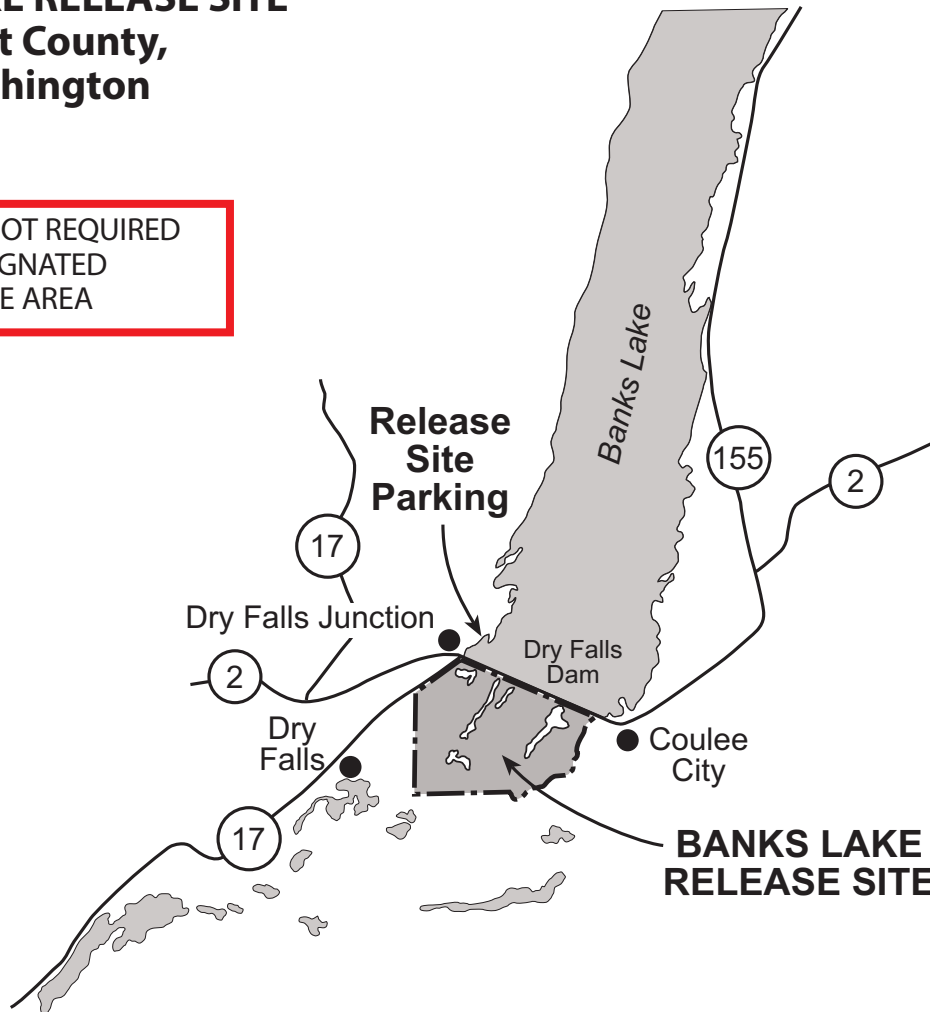 RE RELEASE SITE
t County,
hington
OT REQUIRED
GNATED
E AREA
Banks Lake
Release
Site
Parking
155
2
17
Dry Falls Junction
Dry Falls
Dam
2
Dry
Falls
Coulee
City
17
BANKS LAKE
RELEASE SITE